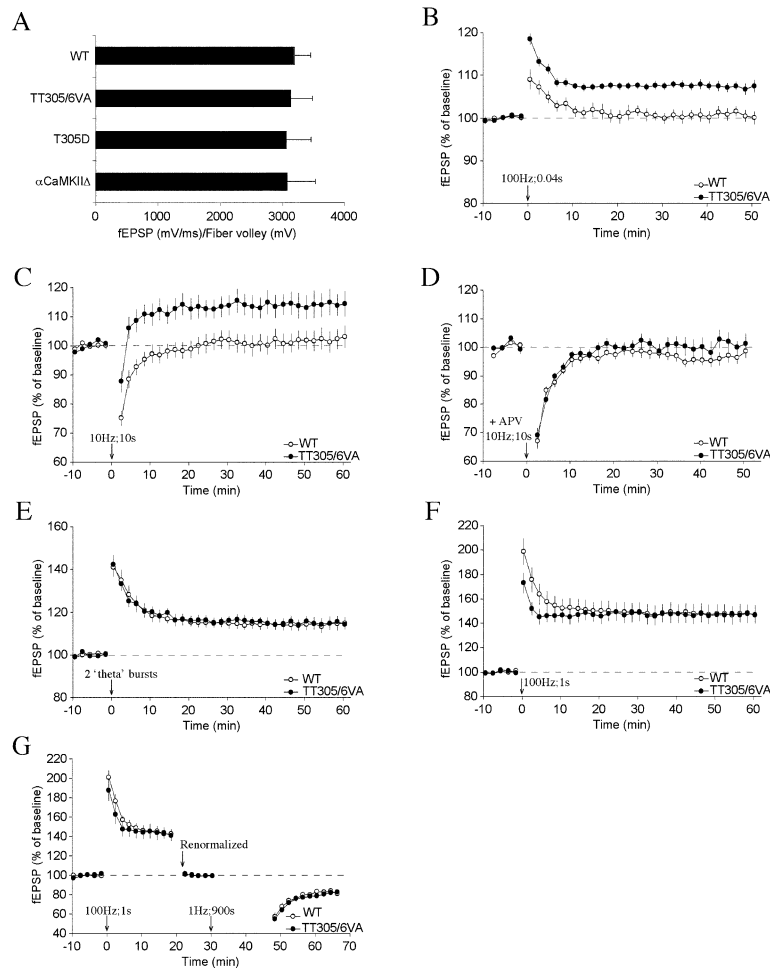 A
WT
TT305/6VA
T305D
αCaMKIIΔ
0 1000 2000 3000 4000
fEPSP (mV/ms)/Fiber volley (mV)
B
fEPSP (% of baseline)
120
110
100
90
80
100Hz;0.04s
WT
TT305/6VA
-10 0 10 20 30 40 50
Time (min)
C
fEPSP (% of baseline)
120
110
100
90
80
70
60
10Hz;10s
WT
TT305/6VA
-10 0 10 20 30 40 50 60
Time (min)
D
fEPSP (% of baseline)
120
110
100
90
80
70
60
+ APV
10Hz;10s
WT
TT305/6VA
-10 0 10 20 30 40 50
Time (min)
E
fEPSP (% of baseline)
160
140
120
100
80
2 'theta' bursts
WT
TT305/6VA
-10 0 10 20 30 40 50 60
Time (min)
F
fEPSP (% of baseline)
220
200
180
160
140
120
100
80
100Hz;1s
WT
TT305/6VA
-10 0 10 20 30 40 50 60
Time (min)
G
fEPSP (% of baseline)
220
200
180
160
140
120
100
80
60
40
Renormalized
100Hz;1s
1Hz;900s
WT
TT305/6VA
-10 0 10 20 30 40 50 60 70
Time (min)